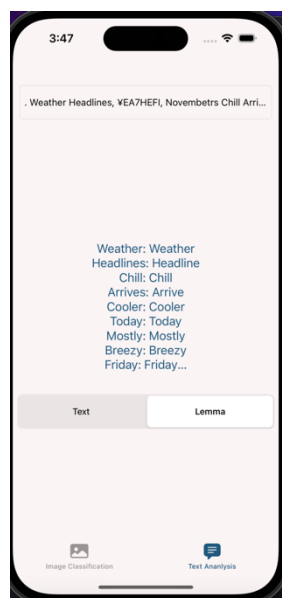 3:47
. Weather Headlines, ¥EA7HEFI, Novembetrs Chill Arri...
Weather: Weather
Headlines: Headline
Chill: Chill
Arrives: Arrive
Cooler: Cooler
Today: Today
Mostly: Mostly
Breezy: Breezy
Friday: Friday...
Text Lemma
Image Classification Text Ananlysis